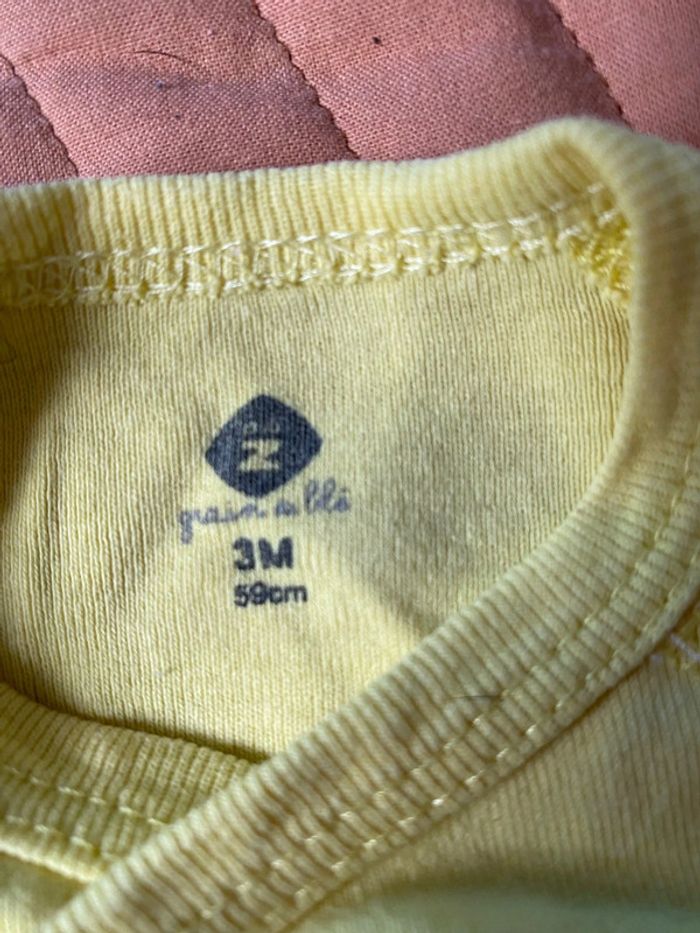 Z
grain de blé
3M
59cm